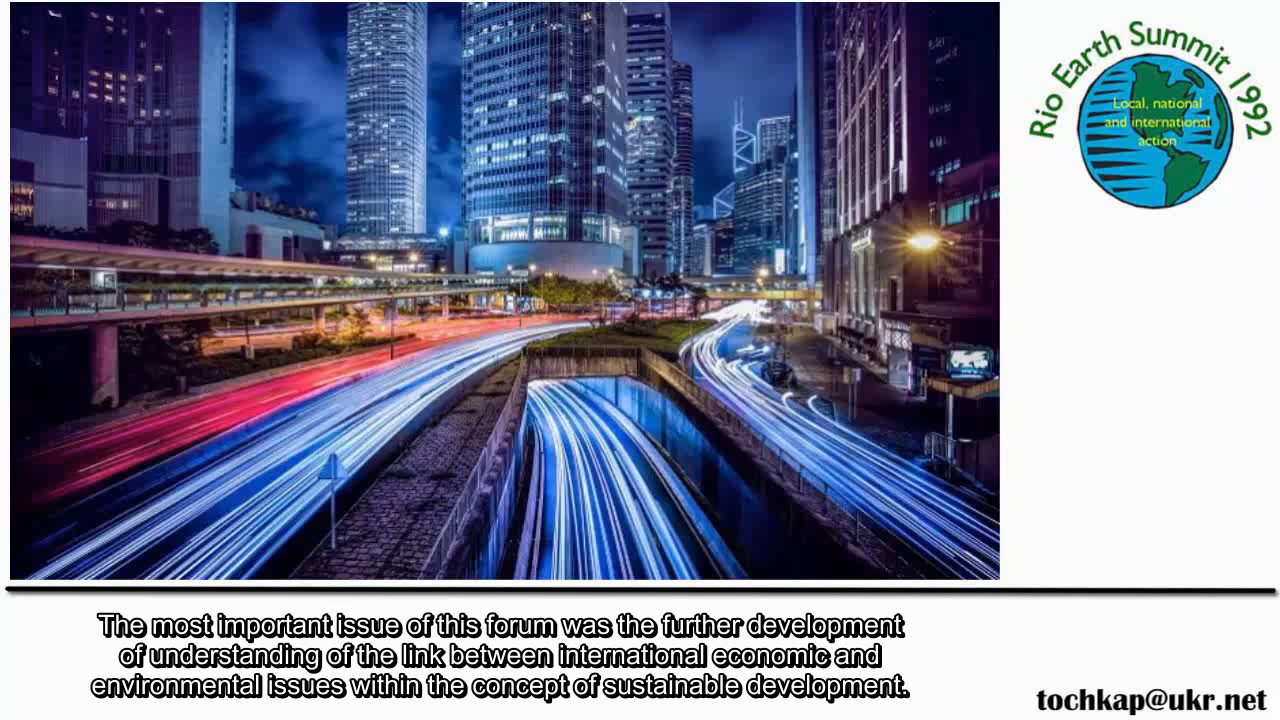 Rio Earth Summit 1992
Local, national
and international
action
The most important issue of this forum was the further development
of understanding of the link between international economic and
environmental issues within the concept of sustainable development.
tochkap@ukr.net